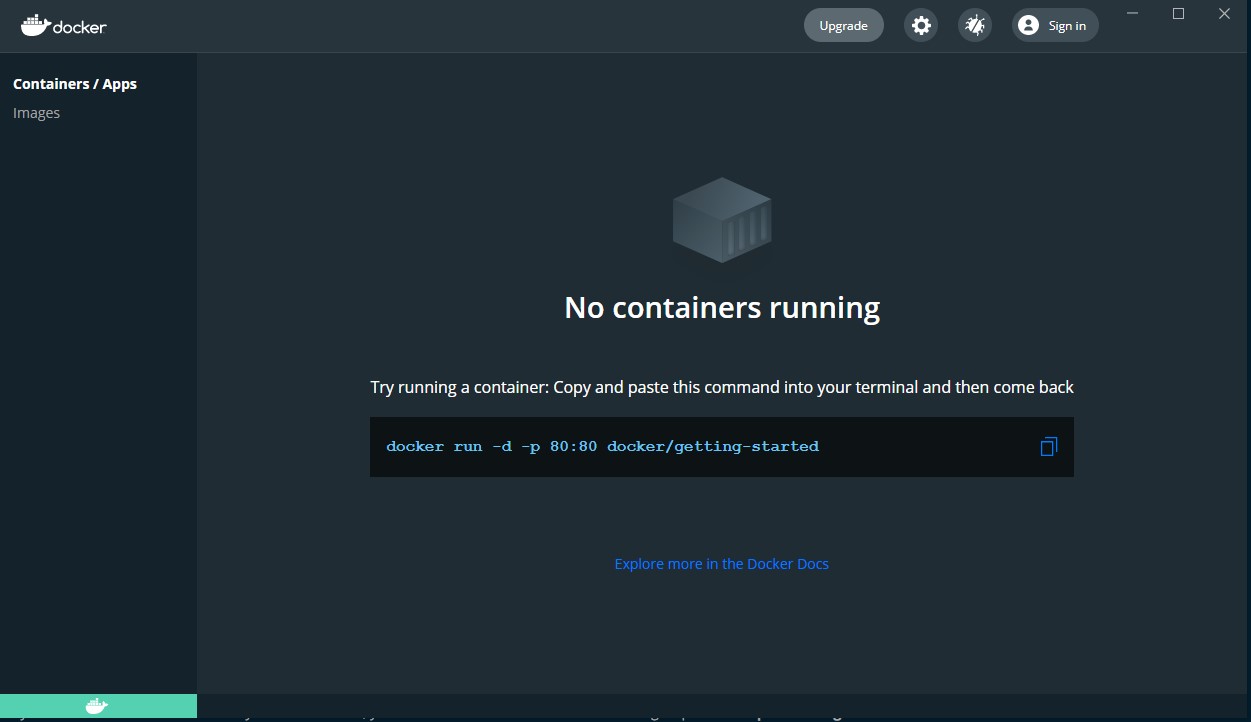 docker
Upgrade
Sign in
Containers / Apps
Images
No containers running
Try running a container: Copy and paste this command into your terminal and then come back
docker run -d -p 80:80 docker/getting-started
Explore more in the Docker Docs